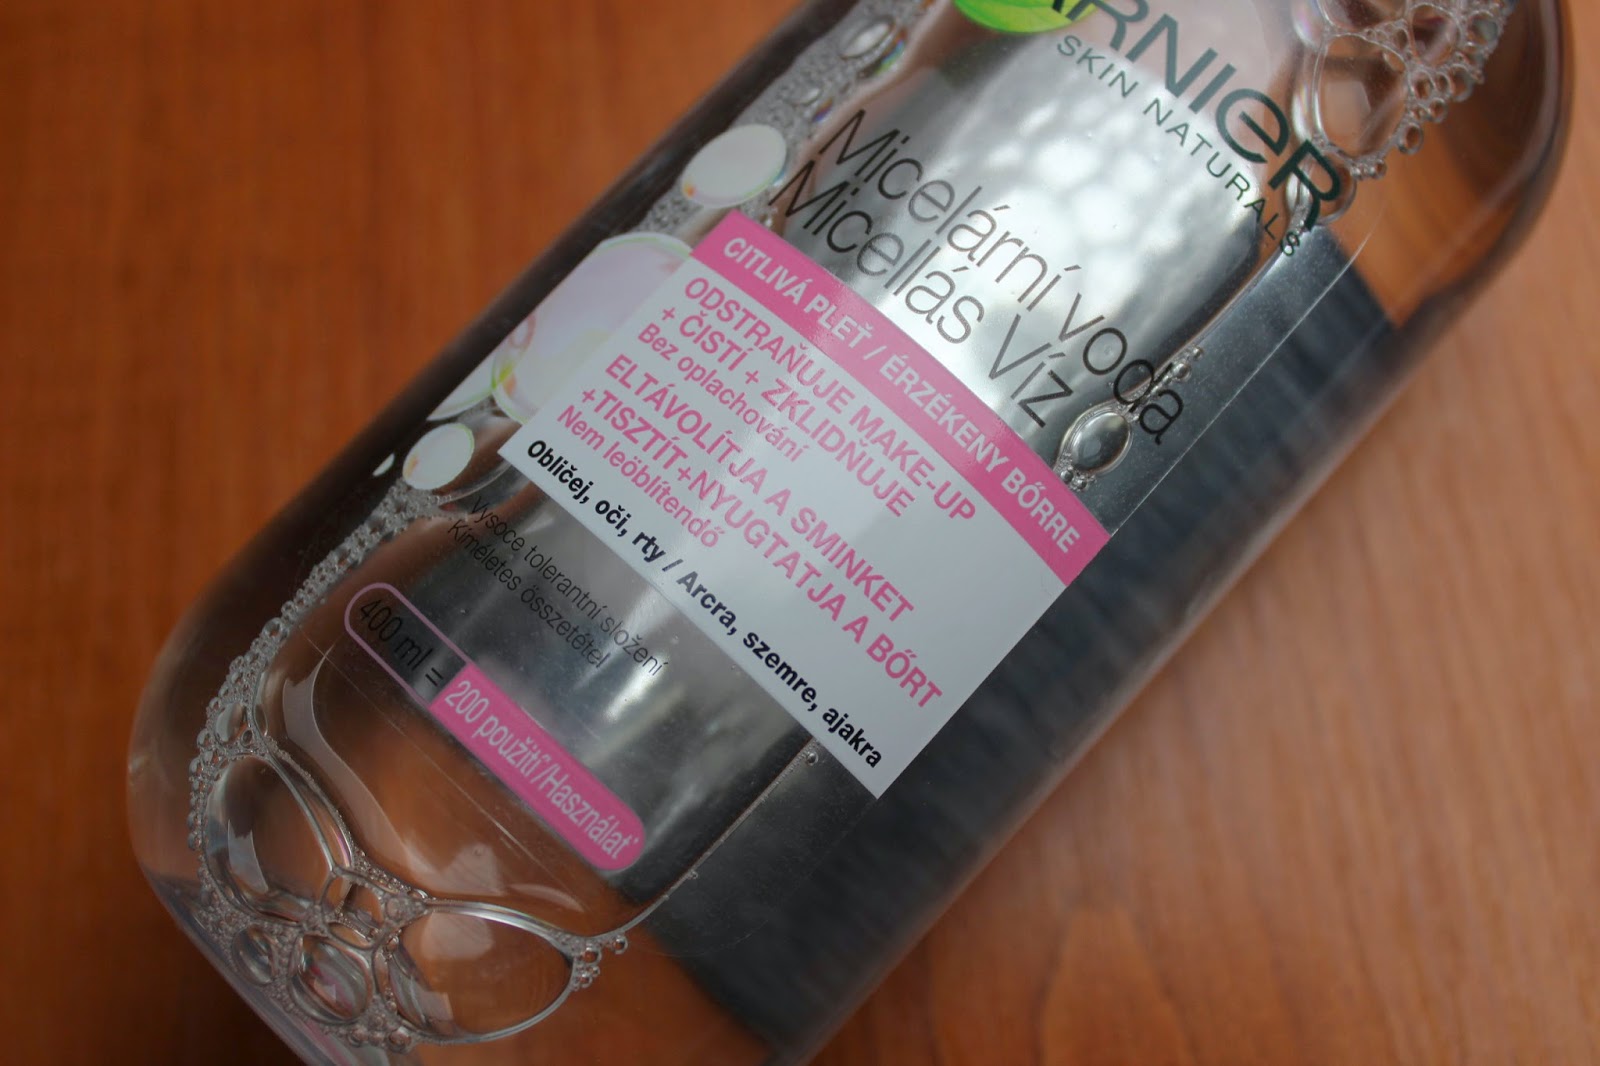 GARNIER
SKIN NATURALS
Micelární voda
Micellás Víz
CITLIVÁ PLEŤ / ÉRZÉKENY BŐRRE
ODSTRAŇUJE MAKE-UP
+ ČISTÍ + ZKLIDŇUJE
Bez oplachování
ELTÁVOLÍTJA A SMINKET
+TISZTÍT+NYUGTATJA A BŐRT
Nem leöblítendő
Obličej, oči, rty / Arcra, szemre, ajakra
Vysoce tolerantní složení
Kíméletes összetétel
400 ml = 200 použití*/Használat*